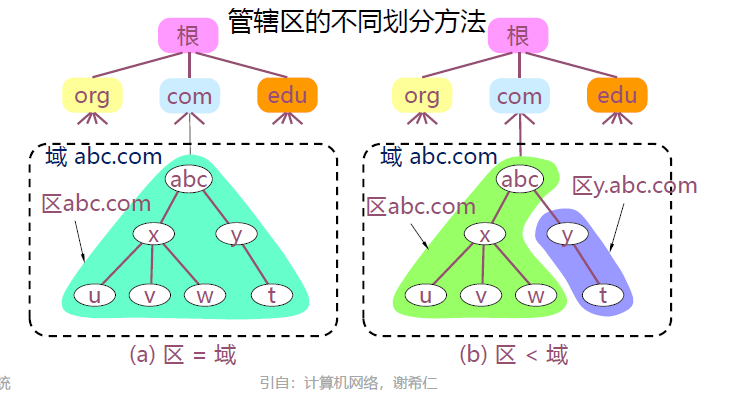 管辖区的不同划分方法
根
根
org
com
edu
org
com
edu
域 abc.com
域 abc.com
abc
abc
区abc.com
区abc.com
区y.abc.com
x
y
x
y
u
v
w
t
u
v
w
t
(a) 区 = 域
(b) 区 < 域
统
引自：计算机网络，谢希仁